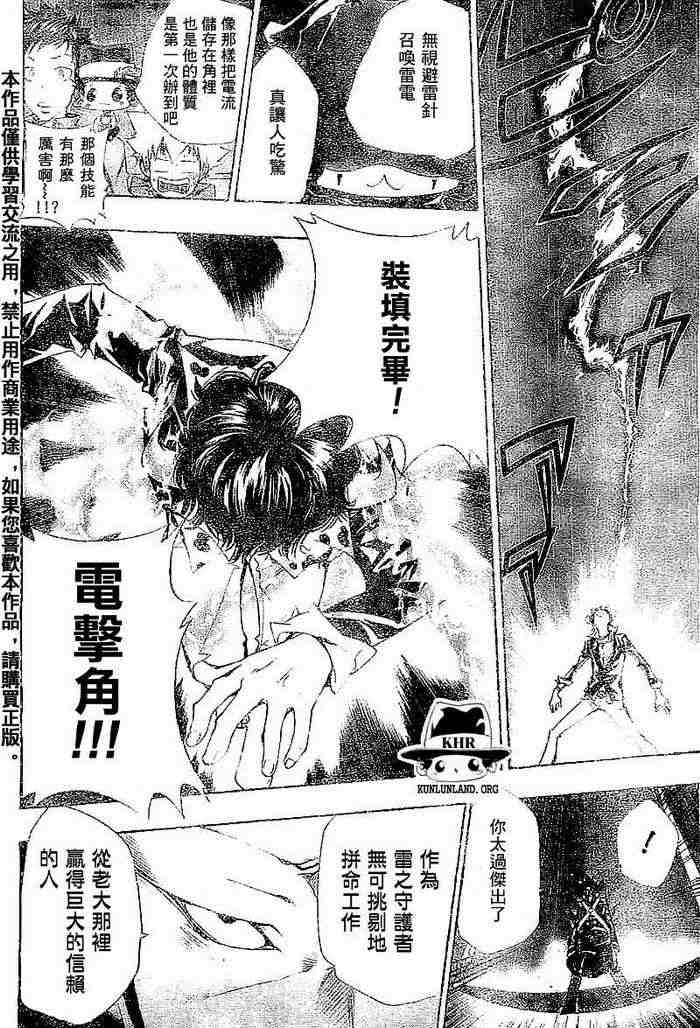 無視避雷針
召喚雷電
真讓人吃驚
像那樣把電流
儲存在角裡
也是他的體質
是第一次辦到吧
那個技能
有那麼
厲害啊～!!?
裝填完畢！
電擊角!!!
KHR
KUNLUNLAND.ORG
！
你太過傑出了
作為
雷之守護者
無可挑剔地
拼命工作
從老大那裡
贏得巨大的信賴
的人
本作品僅供學習交流之用，禁止用作商業用途，如果您喜歡本作品，請購買正版。